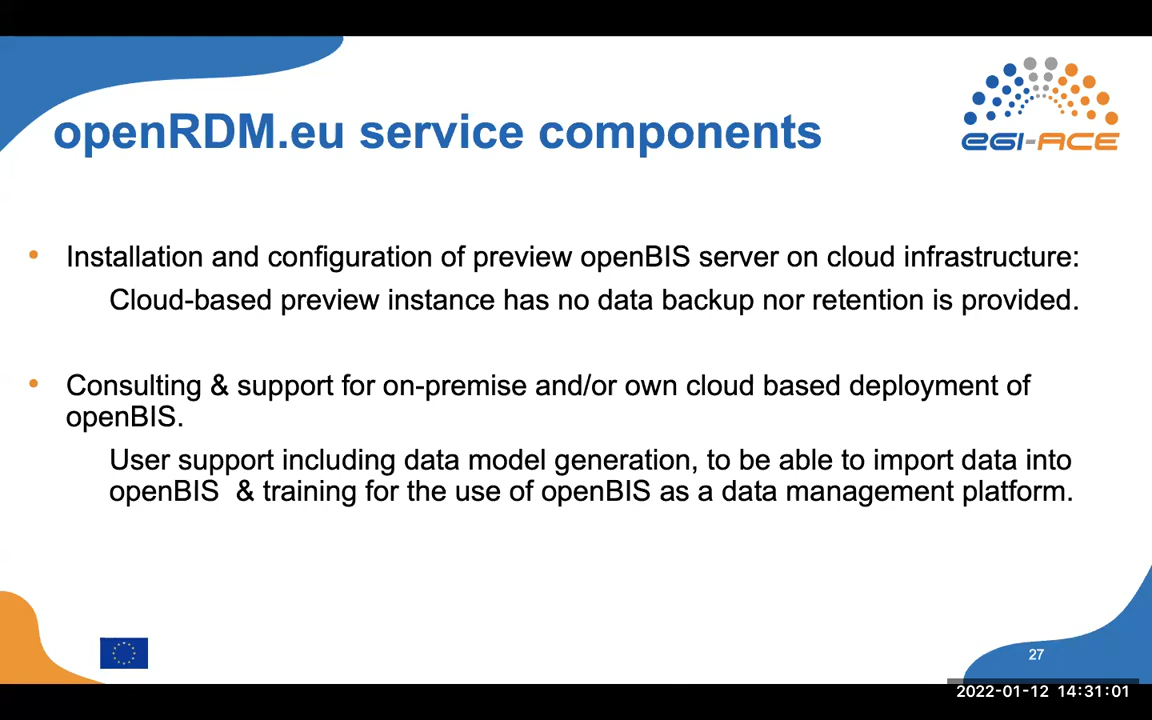 EGI-ACE
openRDM.eu service components
• Installation and configuration of preview openBIS server on cloud infrastructure:
Cloud-based preview instance has no data backup nor retention is provided.
• Consulting & support for on-premise and/or own cloud based deployment of
openBIS.
User support including data model generation, to be able to import data into
openBIS  & training for the use of openBIS as a data management platform.
27
2022-01-12 14:31:01